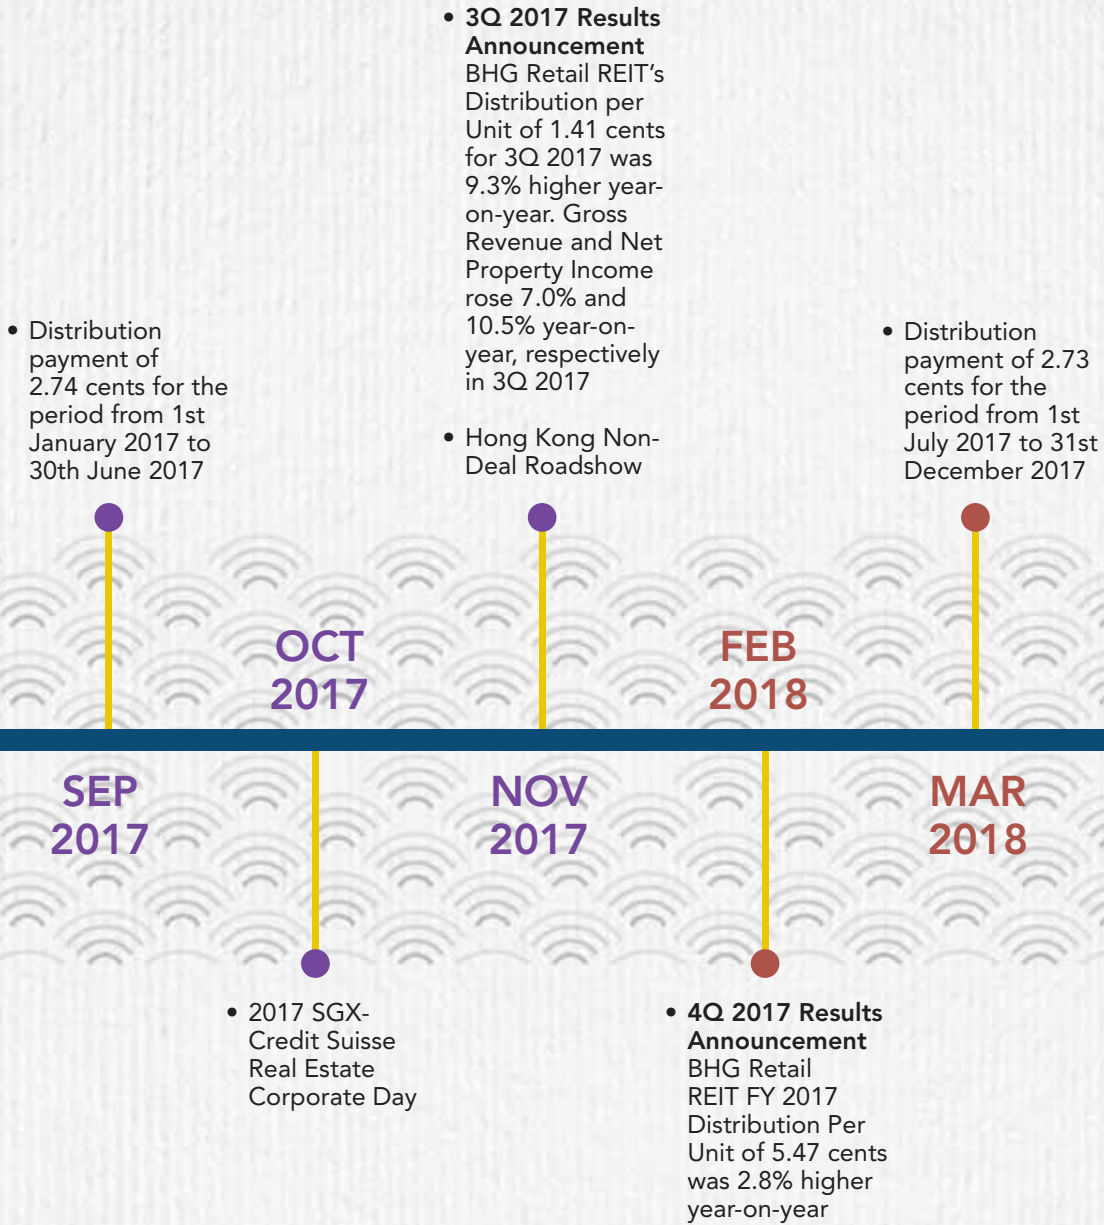 • Distribution
payment of
2.74 cents for the
period from 1st
January 2017 to
30th June 2017
SEP
2017
OCT
2017
• 2017 SGX-
Credit Suisse
Real Estate
Corporate Day
• 3Q 2017 Results
Announcement
BHG Retail REIT’s
Distribution per
Unit of 1.41 cents
for 3Q 2017 was
9.3% higher year-
on-year. Gross
Revenue and Net
Property Income
rose 7.0% and
10.5% year-on-
year, respectively
in 3Q 2017
• Hong Kong Non-
Deal Roadshow
NOV
2017
FEB
2018
• 4Q 2017 Results
Announcement
BHG Retail
REIT FY 2017
Distribution Per
Unit of 5.47 cents
was 2.8% higher
year-on-year
• Distribution
payment of 2.73
cents for the
period from 1st
July 2017 to 31st
December 2017
MAR
2018